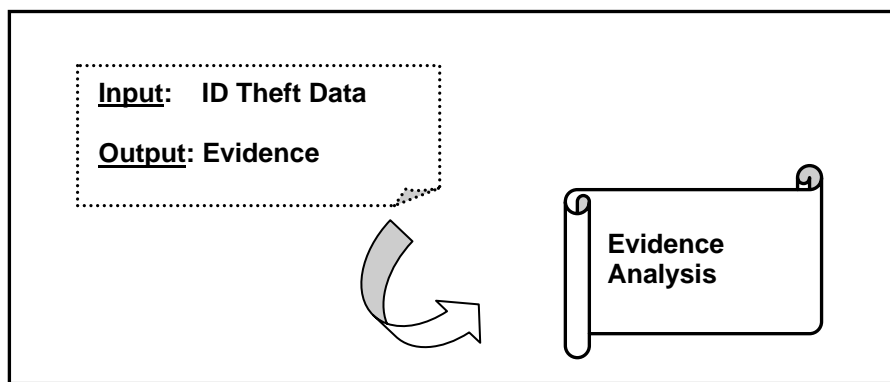 Input: ID Theft Data
Output: Evidence
Evidence
Analysis